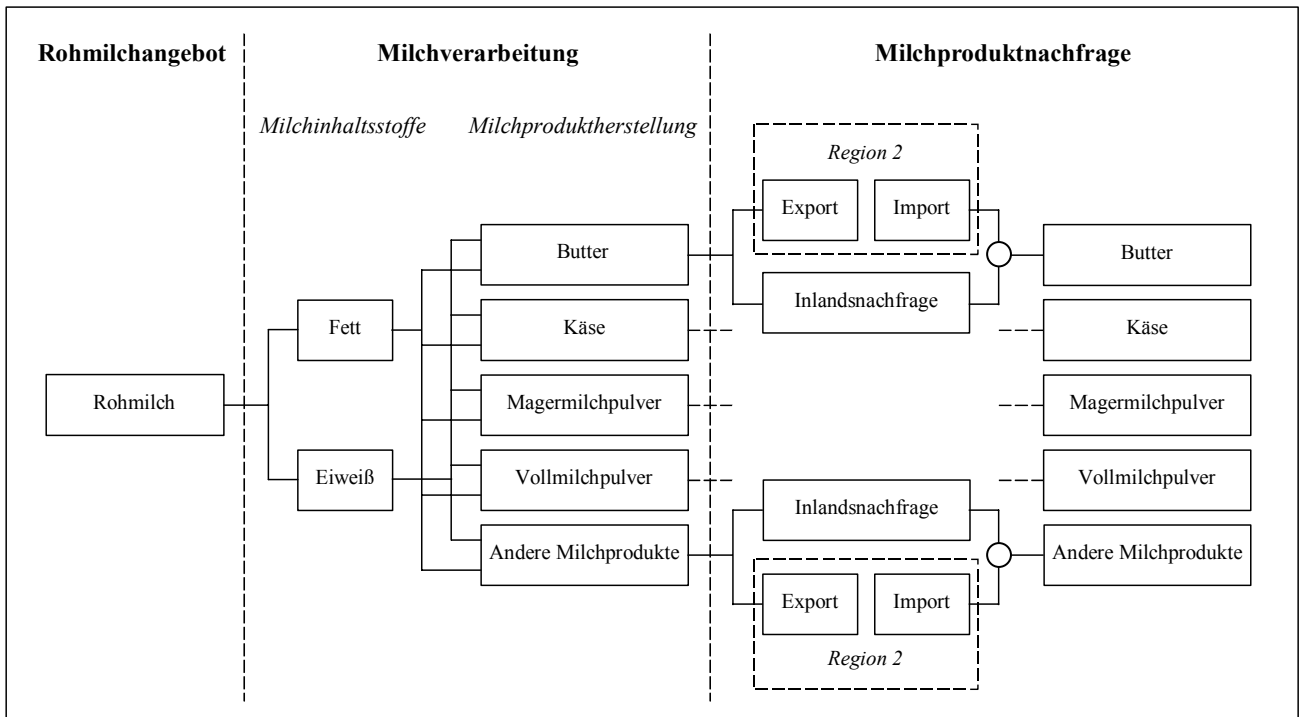 Rohmilchangebot
Milchverarbeitung
Milchproduktnachfrage
Milchinhaltsstoffe
Milchproduktherstellung
Region 2
Export
Import
Butter
Inlandsnachfrage
Butter
Fett
Käse
Käse
Rohmilch
Magermilchpulver
Magermilchpulver
Eiweiß
Vollmilchpulver
Vollmilchpulver
Inlandsnachfrage
Andere Milchprodukte
Andere Milchprodukte
Export
Import
Region 2